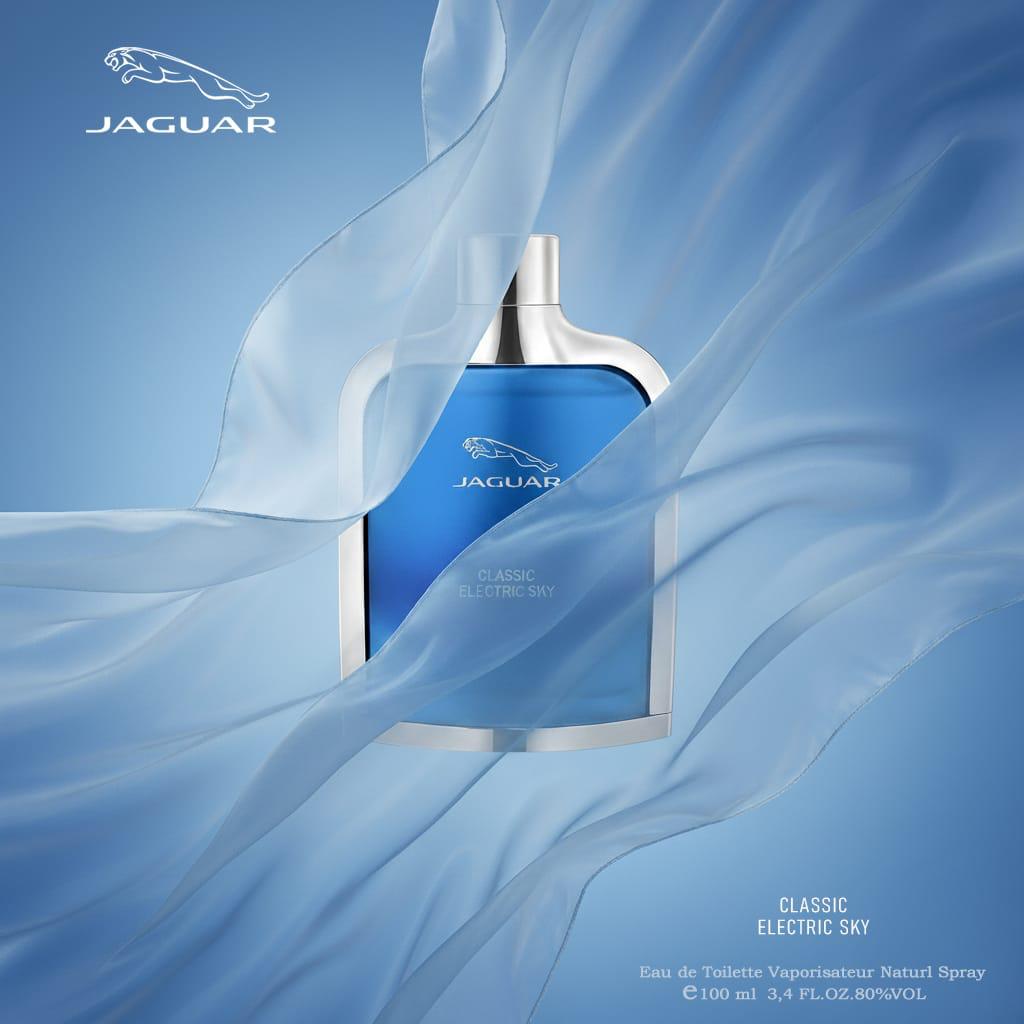 JAGUAR
JAGUAR
CLASSIC
ELECTRIC SKY
CLASSIC
ELECTRIC SKY
Eau de Toilette Vaporisateur Naturl Spray
e100 ml 3,4 FL.OZ.80%VOL